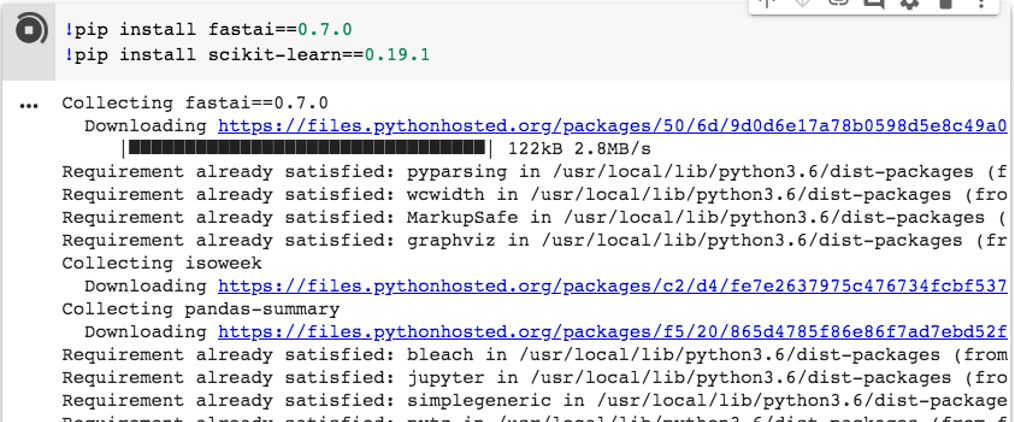 !pip install fastai==0.7.0
!pip install scikit-learn==0.19.1
Collecting fastai==0.7.0
Downloading https://files.pythonhosted.org/packages/50/6d/9d0d6e17a78b0598d5e8c49a0
122kB 2.8MB/s
Requirement already satisfied: pyparsing in /usr/local/lib/python3.6/dist-packages (f
Requirement already satisfied: wcwidth in /usr/local/lib/python3.6/dist-packages (fro
Requirement already satisfied: MarkupSafe in /usr/local/lib/python3.6/dist-packages (
Requirement already satisfied: graphviz in /usr/local/lib/python3.6/dist-packages (fr
Collecting isoweek
Downloading https://files.pythonhosted.org/packages/c2/d4/fe7e2637975c476734fcbf537
Collecting pandas-summary
Downloading https://files.pythonhosted.org/packages/f5/20/865d4785f86e86f7ad7ebd52f
Requirement already satisfied: bleach in /usr/local/lib/python3.6/dist-packages (from
Requirement already satisfied: jupyter in /usr/local/lib/python3.6/dist-packages (fro
Requirement already satisfied: simplegeneric in /usr/local/lib/python3.6/dist-package